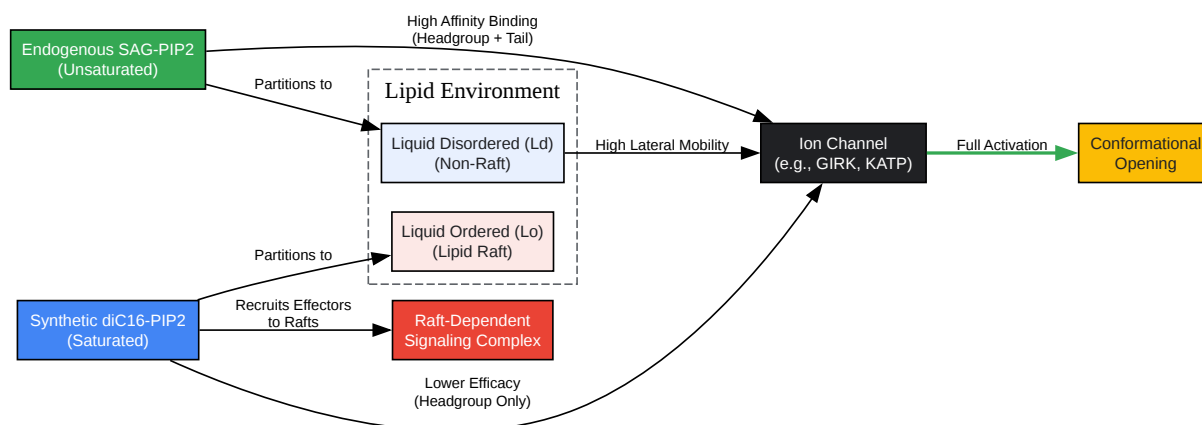 Endogenous SAG-PIP2
(Unsaturated)
High Affinity Binding
(Headgroup + Tail)
Partitions to
Lipid Environment
Liquid Disordered (Ld)
(Non-Raft)
High Lateral Mobility
Ion Channel
(e.g., GIRK, KATP)
Full Activation
Conformational
Opening
Liquid Ordered (Lo)
(Lipid Raft)
Partitions to
Synthetic diC16-PIP2
(Saturated)
Recruits Effectors
to Rafts
Raft-Dependent
Signaling Complex
Lower Efficacy
(Headgroup Only)